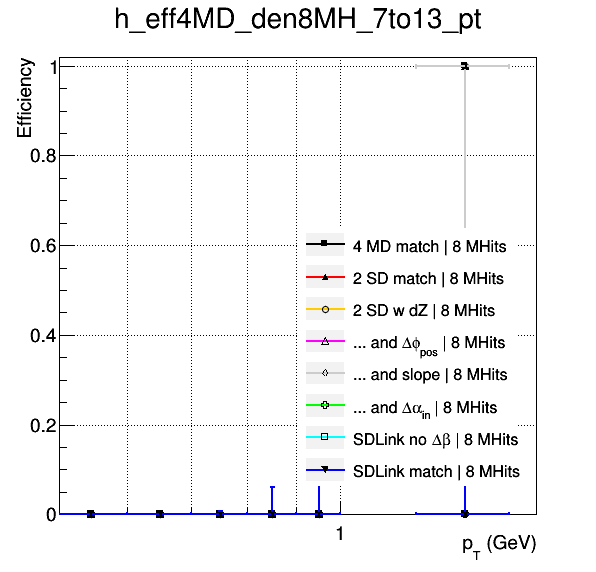 h_eff4MD_den8MH_7to13_pt
Efficiency
1
0.8
0.6
0.4
0.2
0
4 MD match | 8 MHits
2 SD match | 8 MHits
2 SD w dZ | 8 MHits
... and Δϕpos | 8 MHits
... and slope | 8 MHits
... and Δαin | 8 MHits
SDLink no Δβ | 8 MHits
SDLink match | 8 MHits
1
pT (GeV)